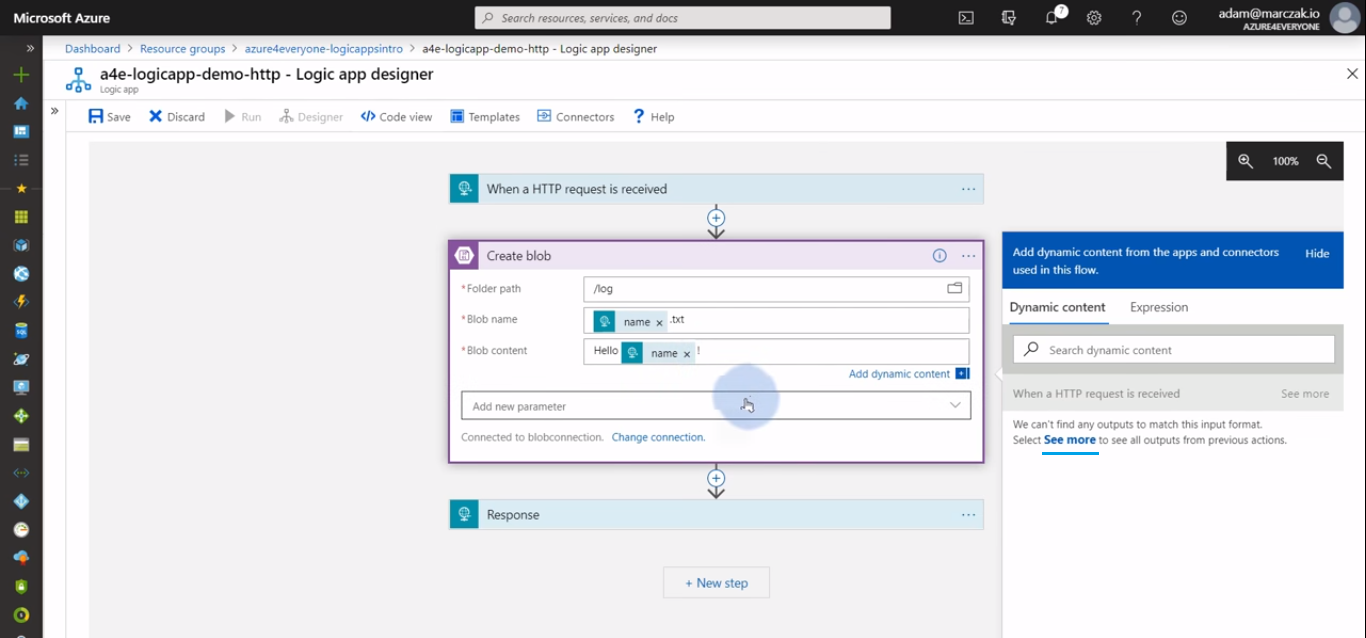 Microsoft Azure
Search resources, services, and docs
7
adam@marczak.io
AZURE4EVERYONE
Dashboard > Resource groups > azure4everyone-logicappsintro > a4e-logicapp-demo-http - Logic app designer
a4e-logicapp-demo-http - Logic app designer
Logic app
Save Discard Run Designer Code view Templates Connectors Help
100%
When a HTTP request is received
Create blob
*Folder path /log
*Blob name name × .txt
*Blob content Hello name × !
Add dynamic content
Add new parameter
Connected to blobconnection. Change connection.
Response
+ New step
Add dynamic content from the apps and connectors
used in this flow.
Hide
Dynamic content Expression
Search dynamic content
When a HTTP request is received See more
We can't find any outputs to match this input format.
Select See more to see all outputs from previous actions.